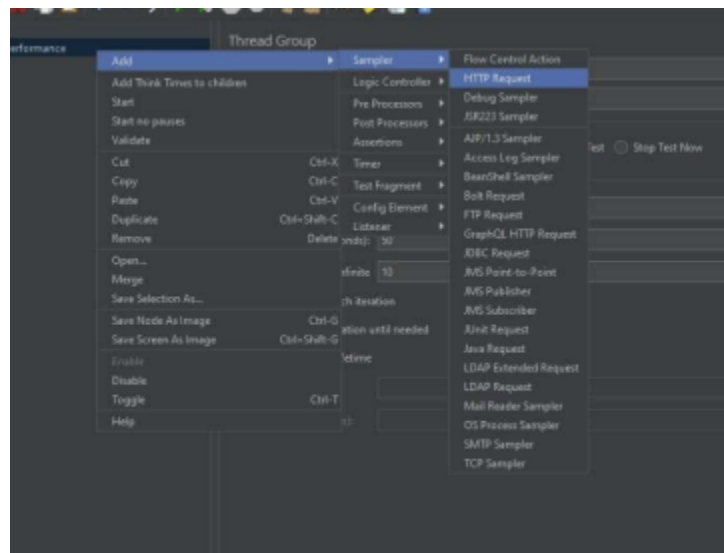 erformance
Thread Group
Add
Add Think Times to children
Start
Start no pauses
Validate
Cut Ctrl-X
Copy Ctrl-C
Paste Ctrl-V
Duplicate Ctrl+Shift-C
Remove Delete
Open...
Merge
Save Selection As...
Save Node As Image Ctrl-G
Save Screen As Image Ctrl+Shift-G
Enable
Disable
Toggle Ctrl-T
Help
Sampler
Logic Controller
Pre Processors
Post Processors
Assertions
Timer
Test Fragment
Config Element
Listener
Flow Control Action
HTTP Request
Debug Sampler
JSR223 Sampler
AJP/1.3 Sampler
Access Log Sampler
BeanShell Sampler
Bolt Request
FTP Request
GraphQL HTTP Request
JDBC Request
JMS Point-to-Point
JMS Publisher
JMS Subscriber
JUnit Request
Java Request
LDAP Extended Request
LDAP Request
Mail Reader Sampler
OS Process Sampler
SMTP Sampler
TCP Sampler
est Stop Test Now
onds): 50
nfinite 10
ch iteration
ation until needed
fetime